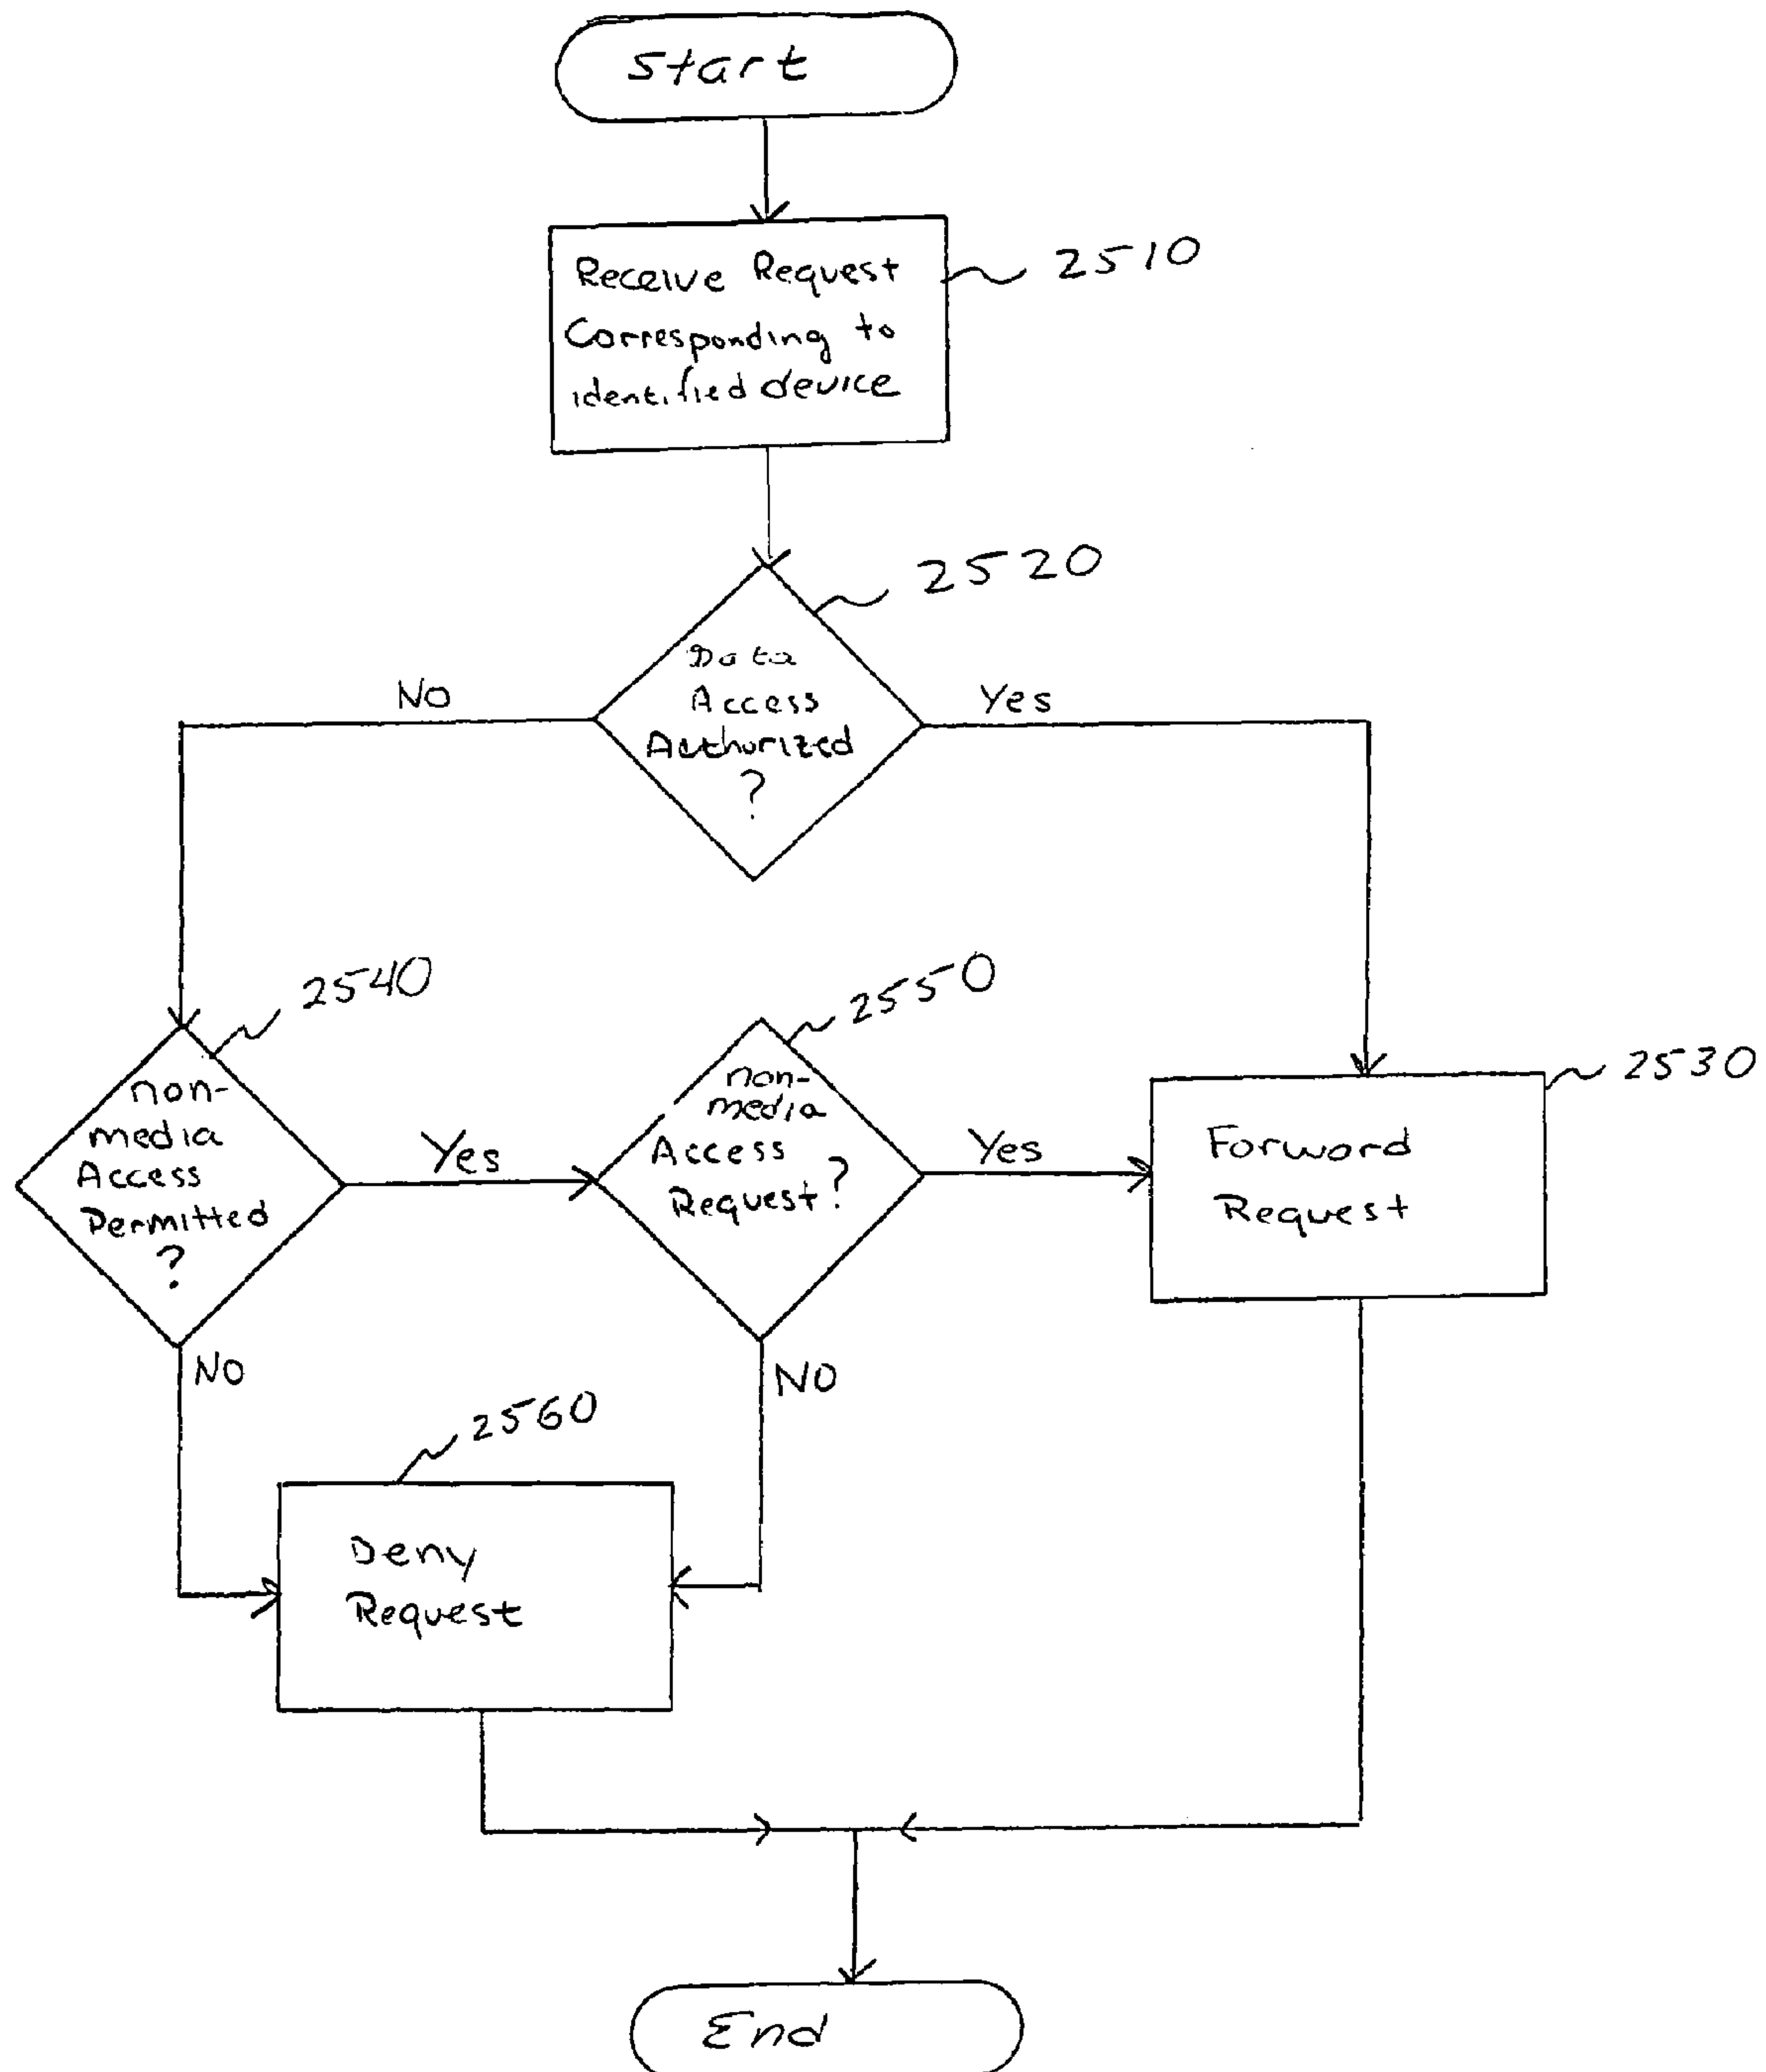 Start
Receive Request
Corresponding to
identified device
2510
2520
Data
Access
Authorized
?
No
Yes
2540
non-
media
Access
Permitted
?
Yes
NO
2550
non-
media
Access
Request?
Yes
NO
2530
Forward
Request
2560
Deny
Request
End